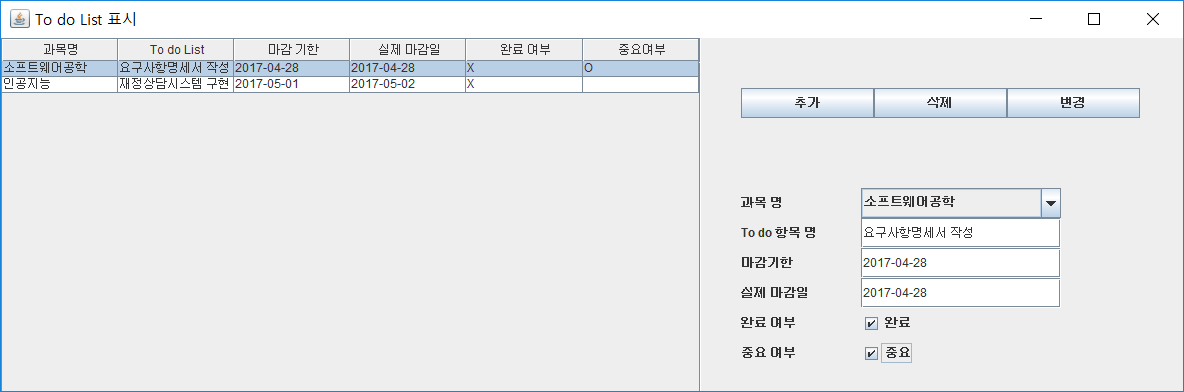 To do List 표시
과목명 To do List 마감 기한 실제 마감일 완료 여부 중요여부
소프트웨어공학 요구사항명세서 작성 2017-04-28 2017-04-28 X O
인공지능 재정상담시스템 구현 2017-05-01 2017-05-02 X
추가 삭제 변경
과목 명 소프트웨어공학
To do 항목 명 요구사항명세서 작성
마감기한 2017-04-28
실제 마감일 2017-04-28
완료 여부 완료
중요 여부 중요